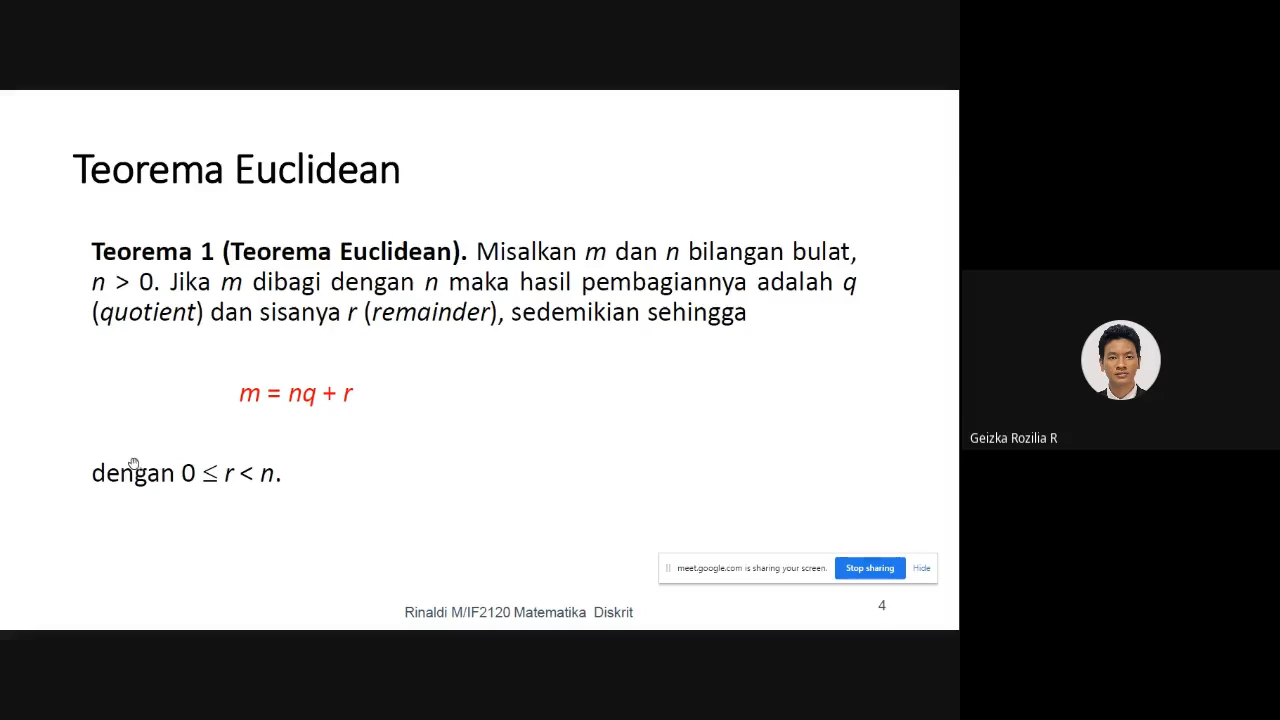 Teorema Euclidean
Teorema 1 (Teorema Euclidean). Misalkan m dan n bilangan bulat,
n > 0. Jika m dibagi dengan n maka hasil pembagiannya adalah q
(quotient) dan sisanya r (remainder), sedemikian sehingga
m = nq + r
dengan 0 ≤ r < n.
meet.google.com is sharing your screen. Stop sharing Hide
Rinaldi M/IF2120 Matematika Diskrit 4
Geizka Rozilia R